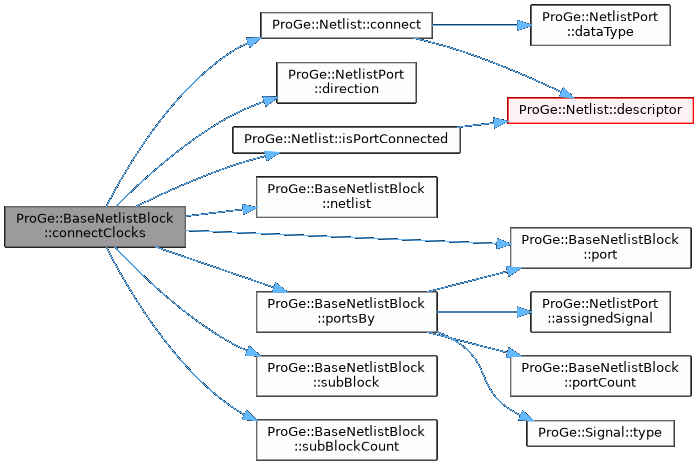 ProGe::BaseNetlistBlock
::connectClocks
ProGe::Netlist::connect
ProGe::NetlistPort
::dataType
ProGe::NetlistPort
::direction
ProGe::Netlist::descriptor
ProGe::Netlist::isPortConnected
ProGe::BaseNetlistBlock
::netlist
ProGe::BaseNetlistBlock
::port
ProGe::BaseNetlistBlock
::portsBy
ProGe::NetlistPort
::assignedSignal
ProGe::BaseNetlistBlock
::subBlock
ProGe::BaseNetlistBlock
::portCount
ProGe::BaseNetlistBlock
::subBlockCount
ProGe::Signal::type